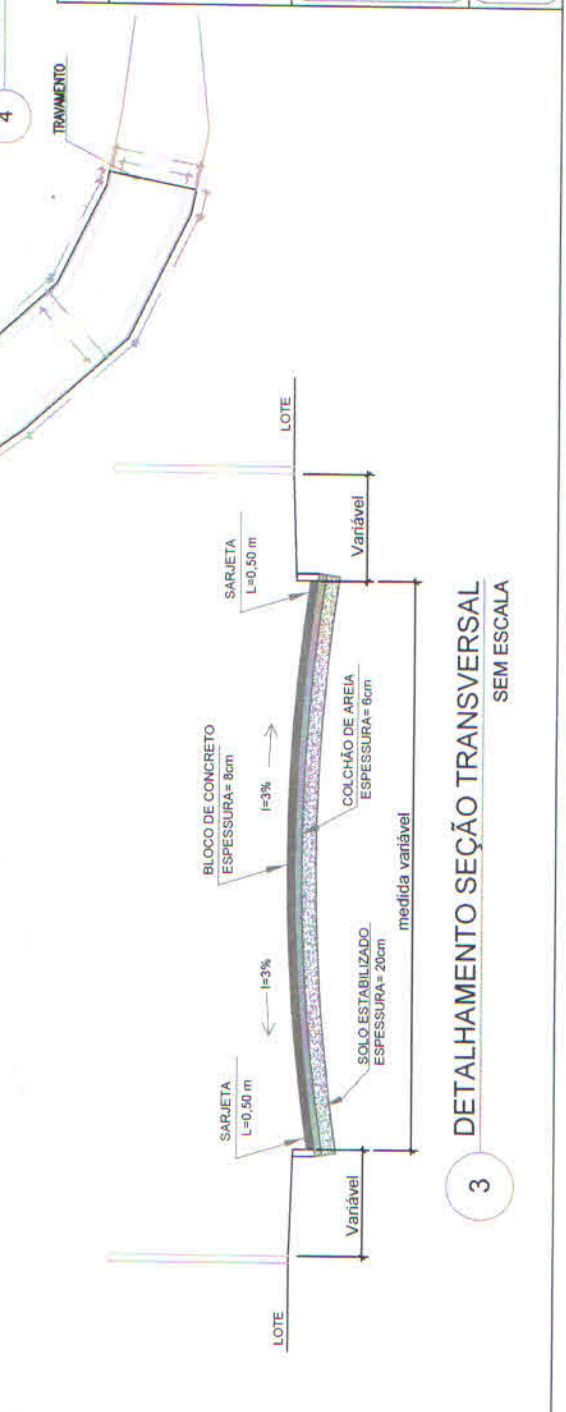 4
TRAVAMENTO
LOTE
Variável
SARJETA
L=0,50 m
SOLO ESTABILIZADO
ESPESSURA= 20cm
I=3%
BLOCO DE CONCRETO
ESPESSURA= 8cm
I=3%
COLCHÃO DE AREIA
ESPESSURA= 6cm
SARJETA
L=0,50 m
Variável
LOTE
medida variável
3
DETALHAMENTO SEÇÃO TRANSVERSAL
SEM ESCALA